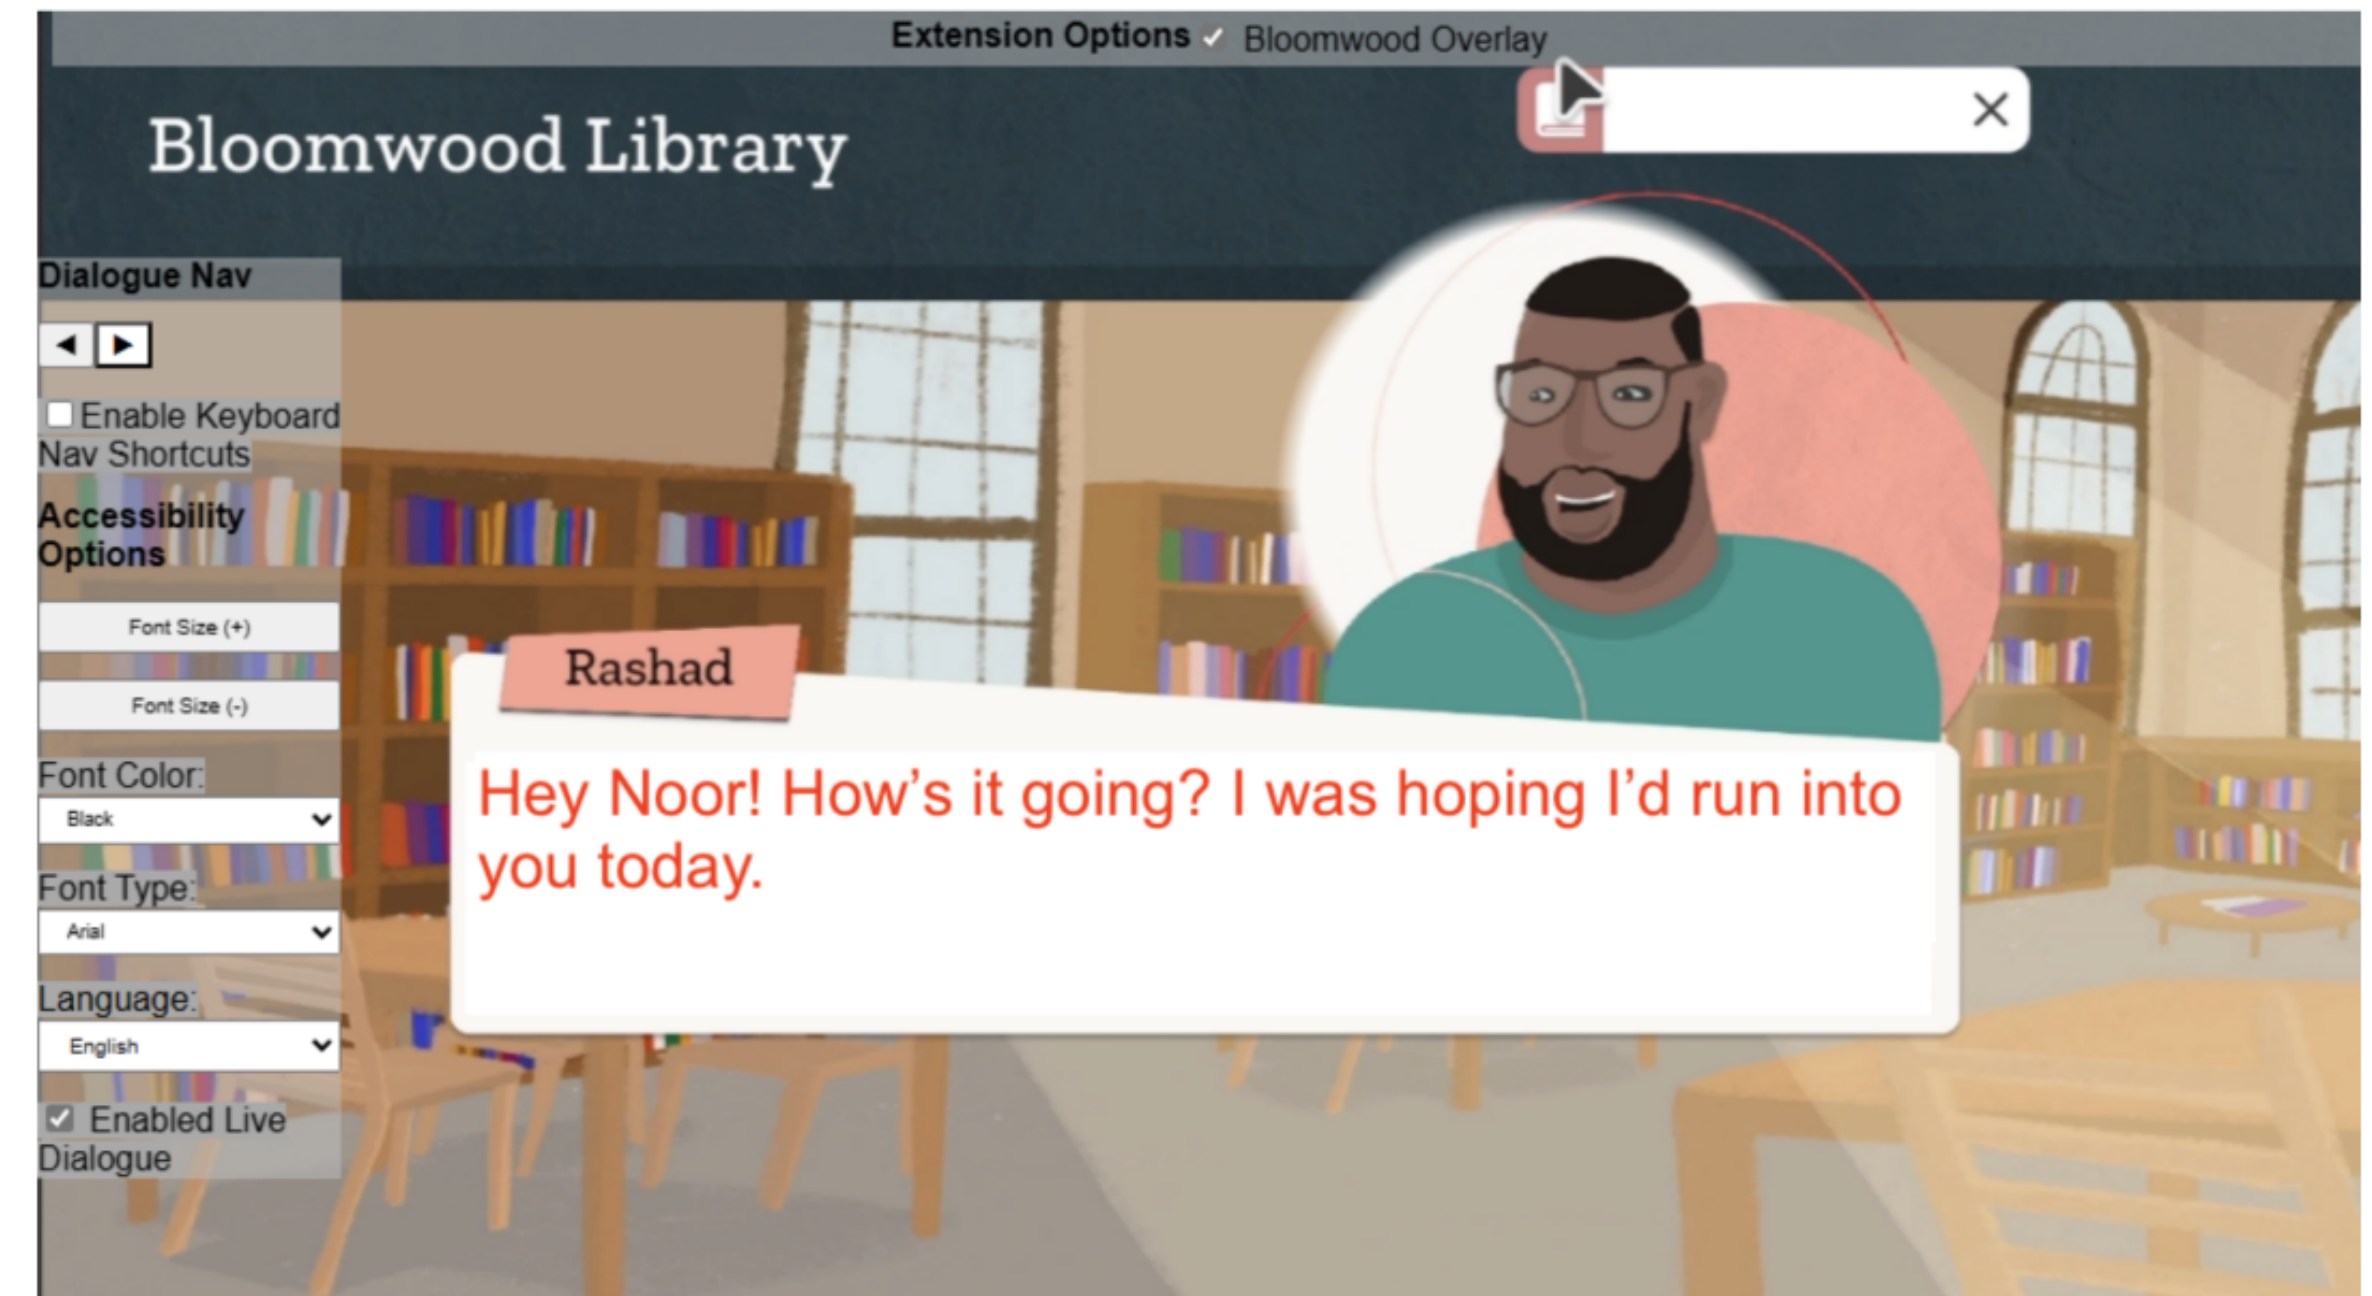 Extension Options Bloomwood Overlay
Bloomwood Library
Dialogue Nav
Enable Keyboard
Nav Shortcuts
Accessibility
Options
Font Size (+)
Font Size (-)
Font Color:
Black
Font Type:
Arial
Language:
English
Enabled Live
Dialogue
Rashad
Hey Noor! How’s it going? I was hoping I’d run into
you today.